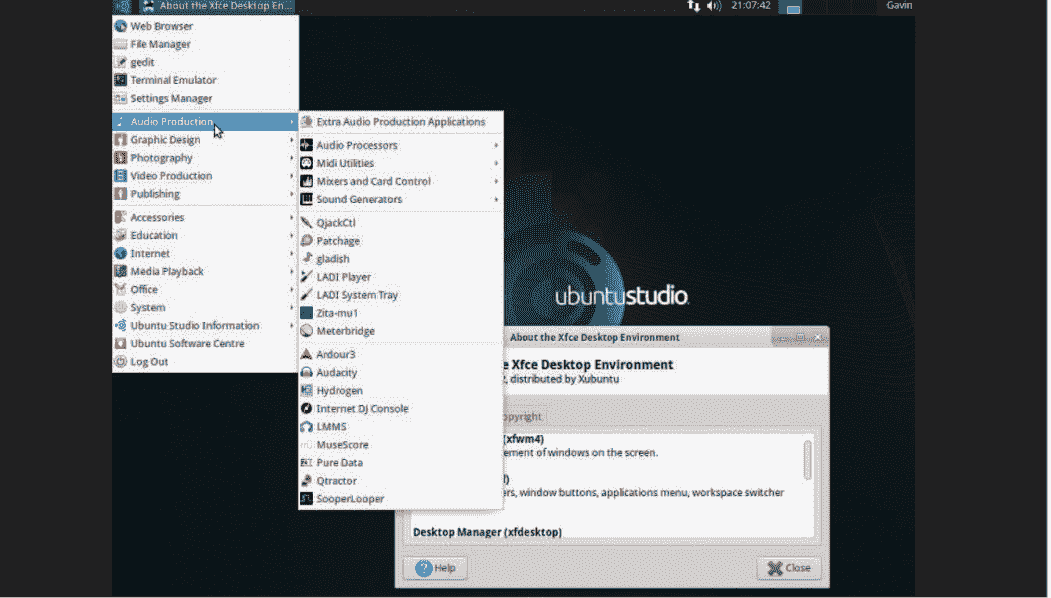 About the Xfce Desktop En...
21:07:42
Gavin
Web Browser
File Manager
gedit
Terminal Emulator
Settings Manager
Audio Production
Graphic Design
Photography
Video Production
Publishing
Accessories
Education
Internet
Media Playback
Office
System
Ubuntu Studio Information
Ubuntu Software Centre
Log Out
Extra Audio Production Applications
Audio Processors
Midi Utilities
Mixers and Card Control
Sound Generators
QjackCtl
Patchage
gladish
LADI Player
LADI System Tray
Zita-mu1
Meterbridge
Ardour3
Audacity
Hydrogen
Internet DJ Console
LMMS
MuseScore
Pure Data
Qtractor
SooperLooper
ubuntustudio
About the Xfce Desktop Environment
Xfce Desktop Environment
, distributed by Xubuntu
opyright
(xfwm4)
ement of windows on the screen.
ers, window buttons, applications menu, workspace switcher
Desktop Manager (xfdesktop)
Help
Close